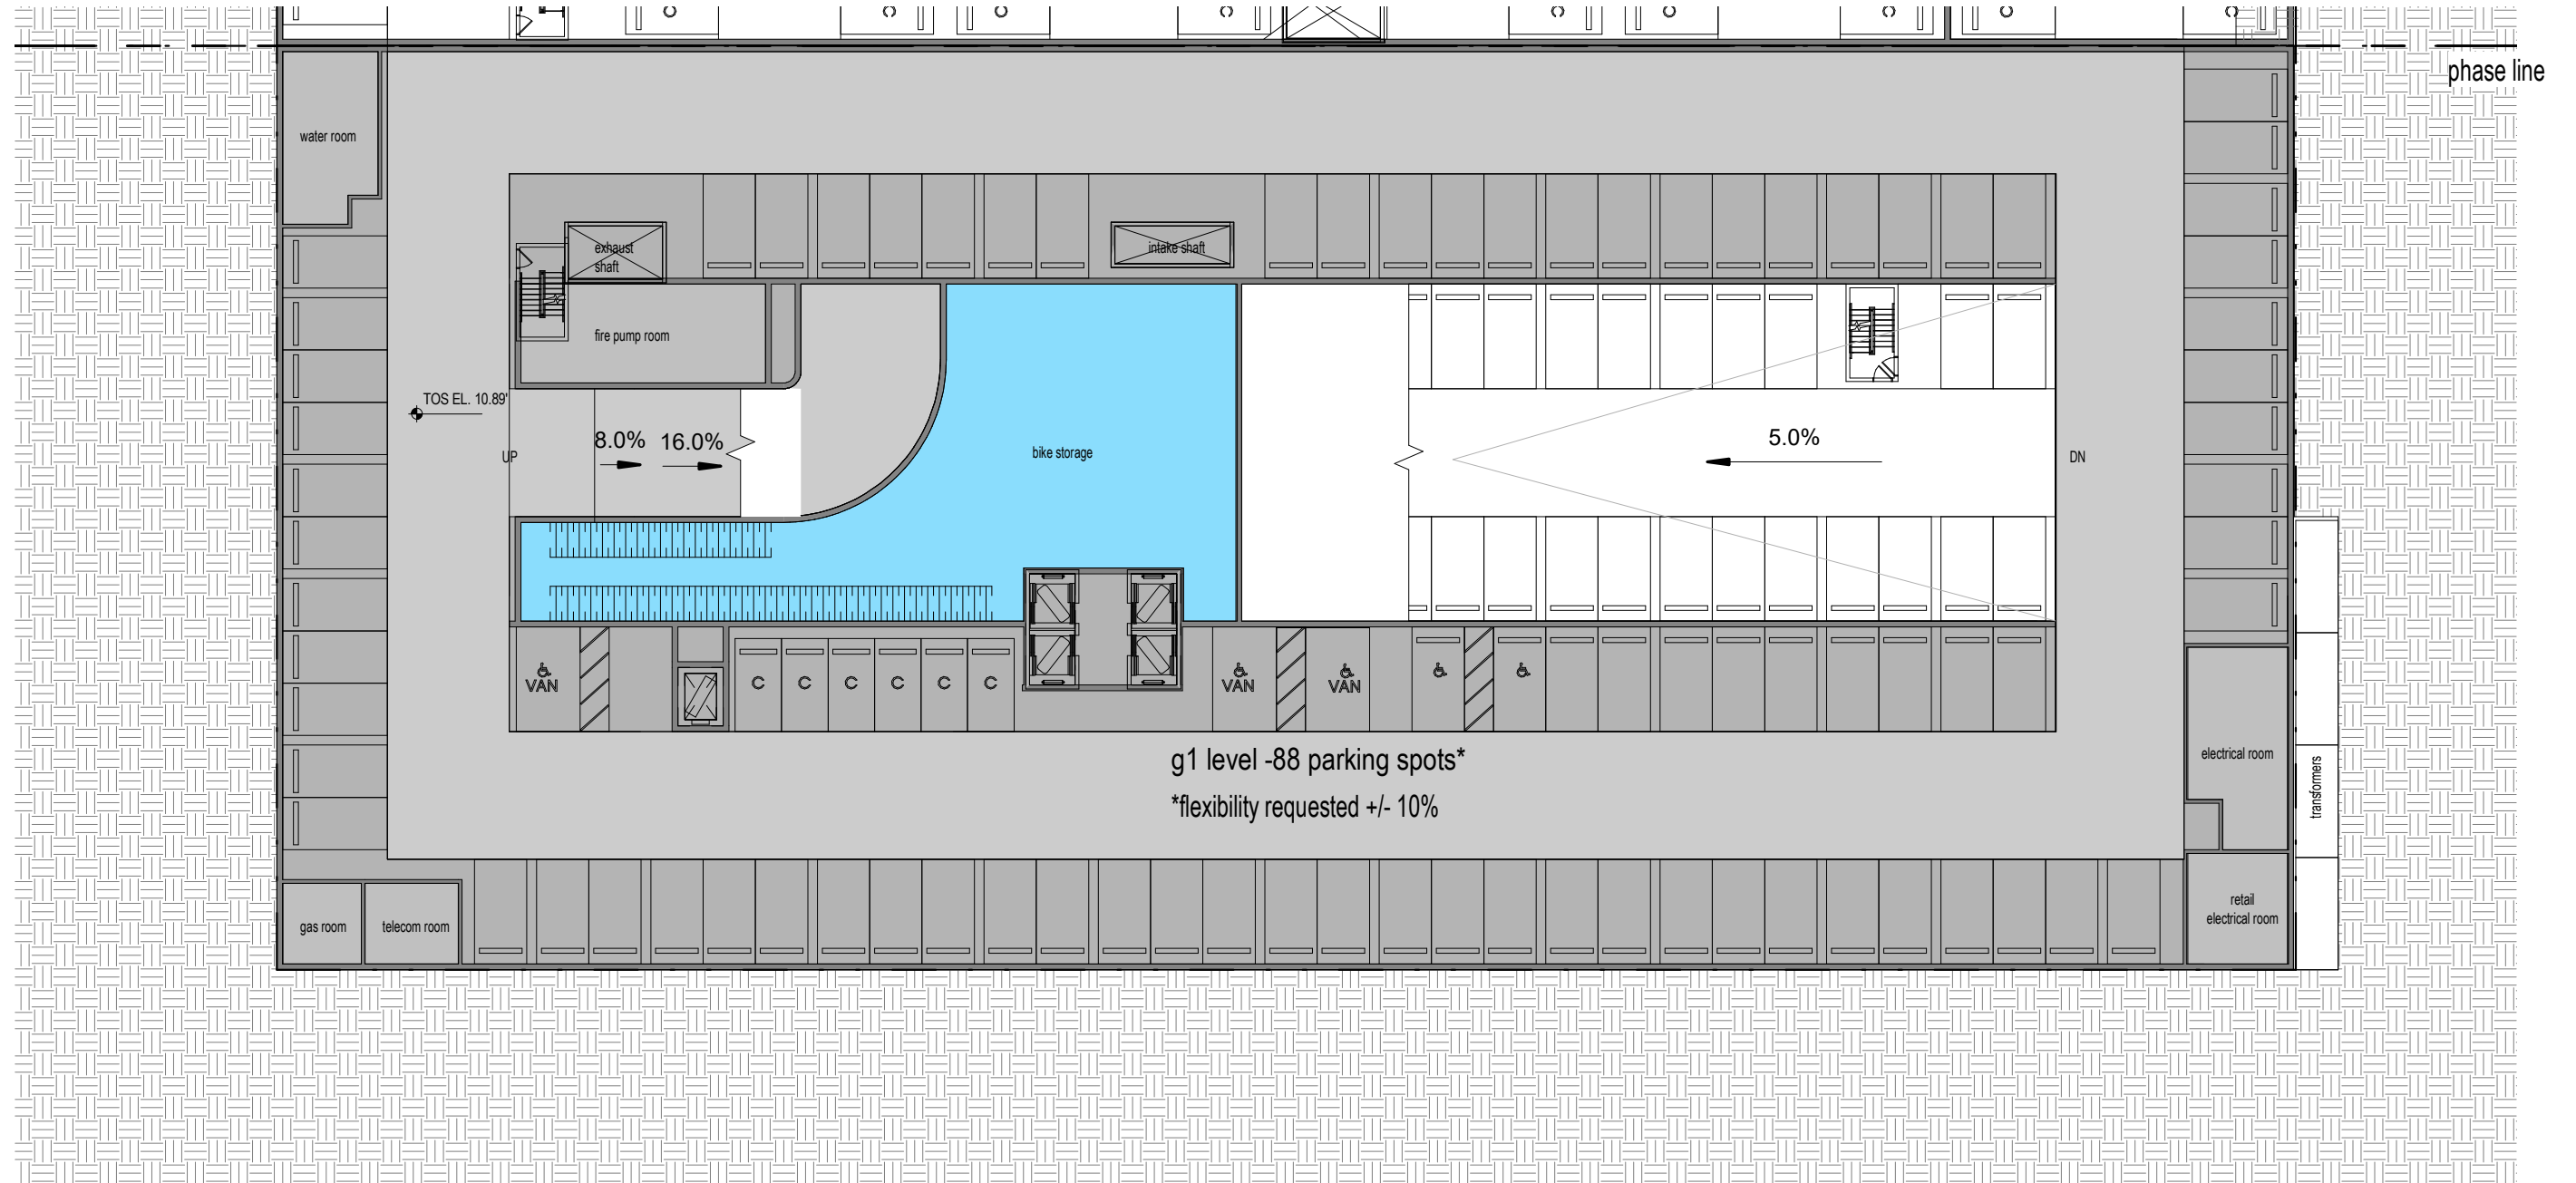 C C C C C C C C C C
phase line
water room
exhaust
shaft
intake shaft
fire pump room
TOS EL. 10.89'
8.0% 16.0%
5.0%
UP
bike storage
DN
VAN
C C C C C C
VAN
VAN
g1 level -88 parking spots*
*flexibility requested +/- 10%
electrical room
transformers
gas room
telecom room
retail
electrical room